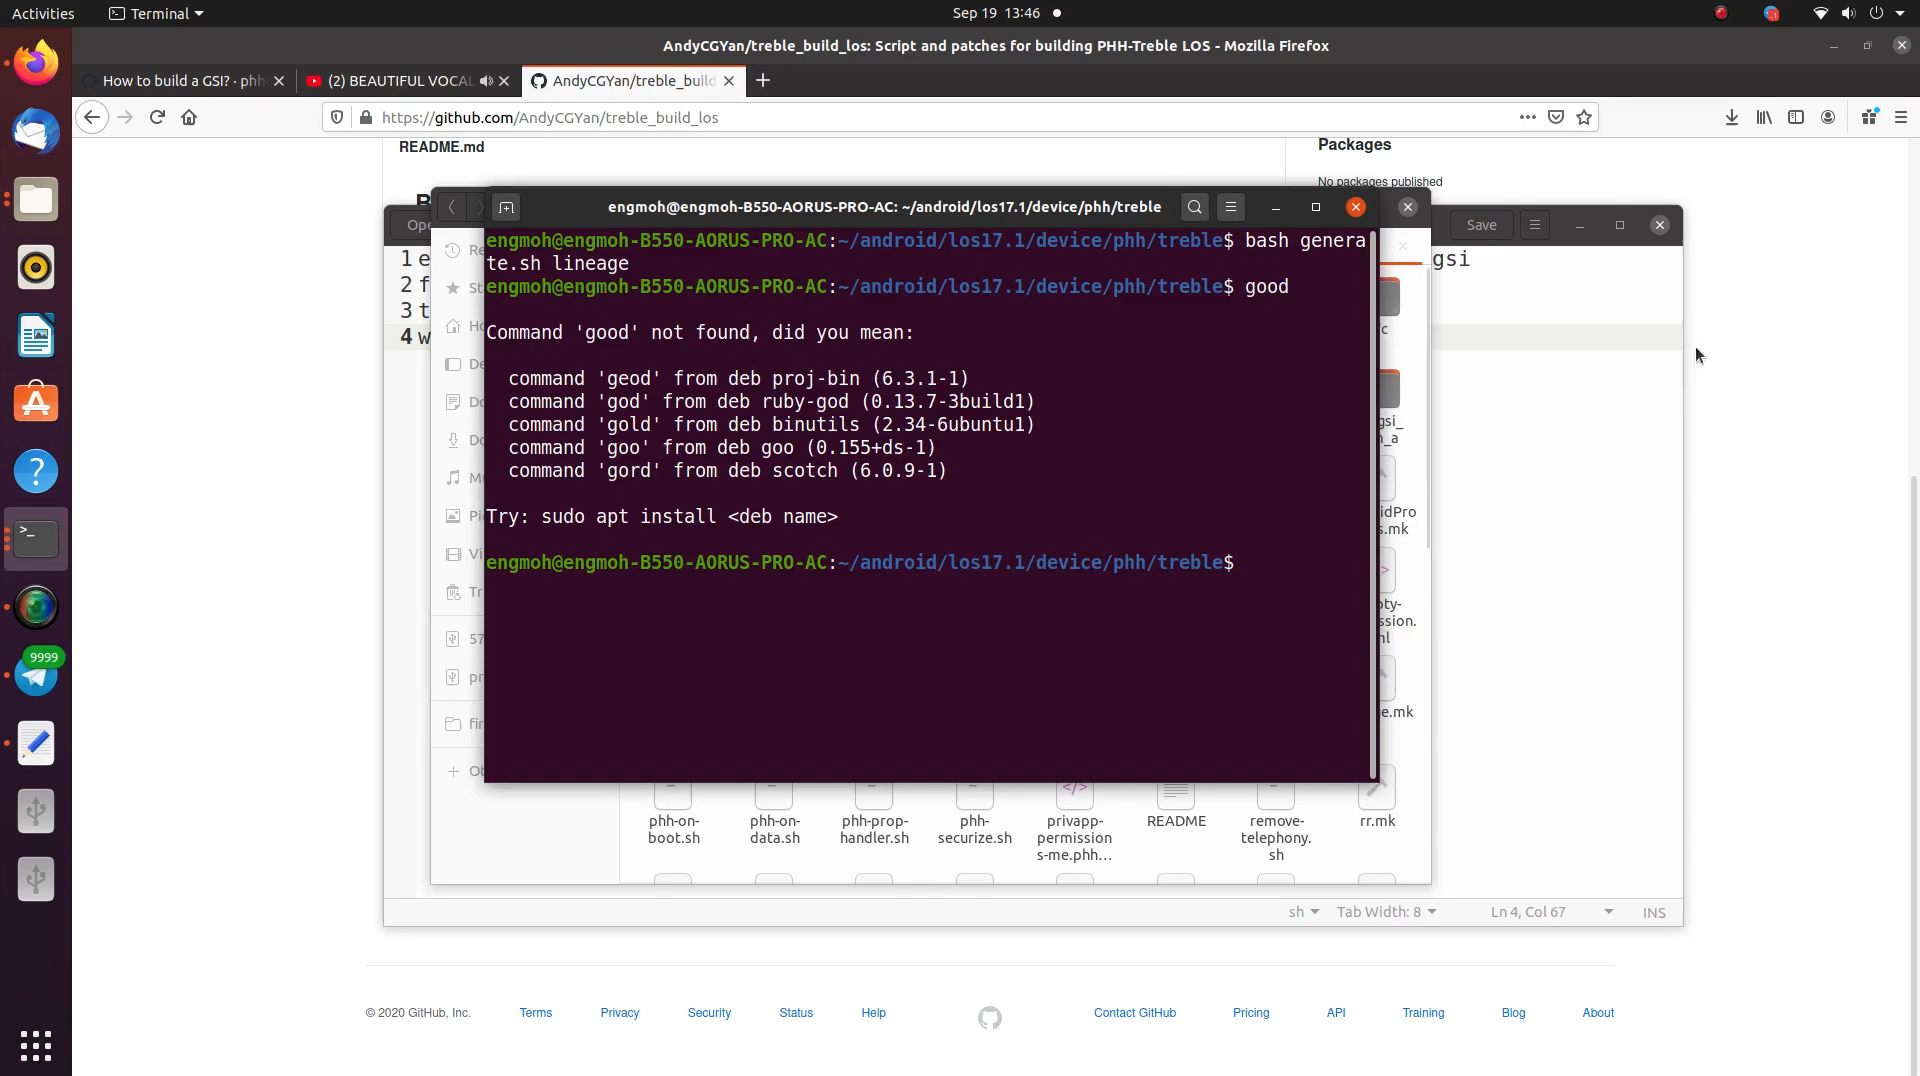 Activities
Terminal
Sep 19 13:46
AndyCGYan/treble_build_los: Script and patches for building PHH-Treble LOS - Mozilla Firefox
How to build a GSI? · phh
(2) BEAUTIFUL VOCAL
AndyCGYan/treble_build
https://github.com/AndyCGYan/treble_build_los
README.md
Packages
No packages published
engmoh@engmoh-B550-AORUS-PRO-AC: ~/android/los17.1/device/phh/treble
Save
engmoh@engmoh-B550-AORUS-PRO-AC:~/android/los17.1/device/phh/treble$ bash genera
te.sh lineage
engmoh@engmoh-B550-AORUS-PRO-AC:~/android/los17.1/device/phh/treble$ good
Command 'good' not found, did you mean:
command 'geod' from deb proj-bin (6.3.1-1)
command 'god' from deb ruby-god (0.13.7-3build1)
command 'gold' from deb binutils (2.34-6ubuntu1)
command 'goo' from deb goo (0.155+ds-1)
command 'gord' from deb scotch (6.0.9-1)
Try: sudo apt install <deb name>
engmoh@engmoh-B550-AORUS-PRO-AC:~/android/los17.1/device/phh/treble$
1 e
2 f
3 t
4 w
gsi
9999
phh-on-
boot.sh
phh-on-
data.sh
phh-prop-
handler.sh
phh-
securize.sh
privapp-
permission
s-me.phh...
README
remove-
telephony.
sh
rr.mk
sh
Tab Width: 8
Ln 4, Col 67
INS
© 2020 GitHub, Inc.
Terms
Privacy
Security
Status
Help
Contact GitHub
Pricing
API
Training
Blog
About